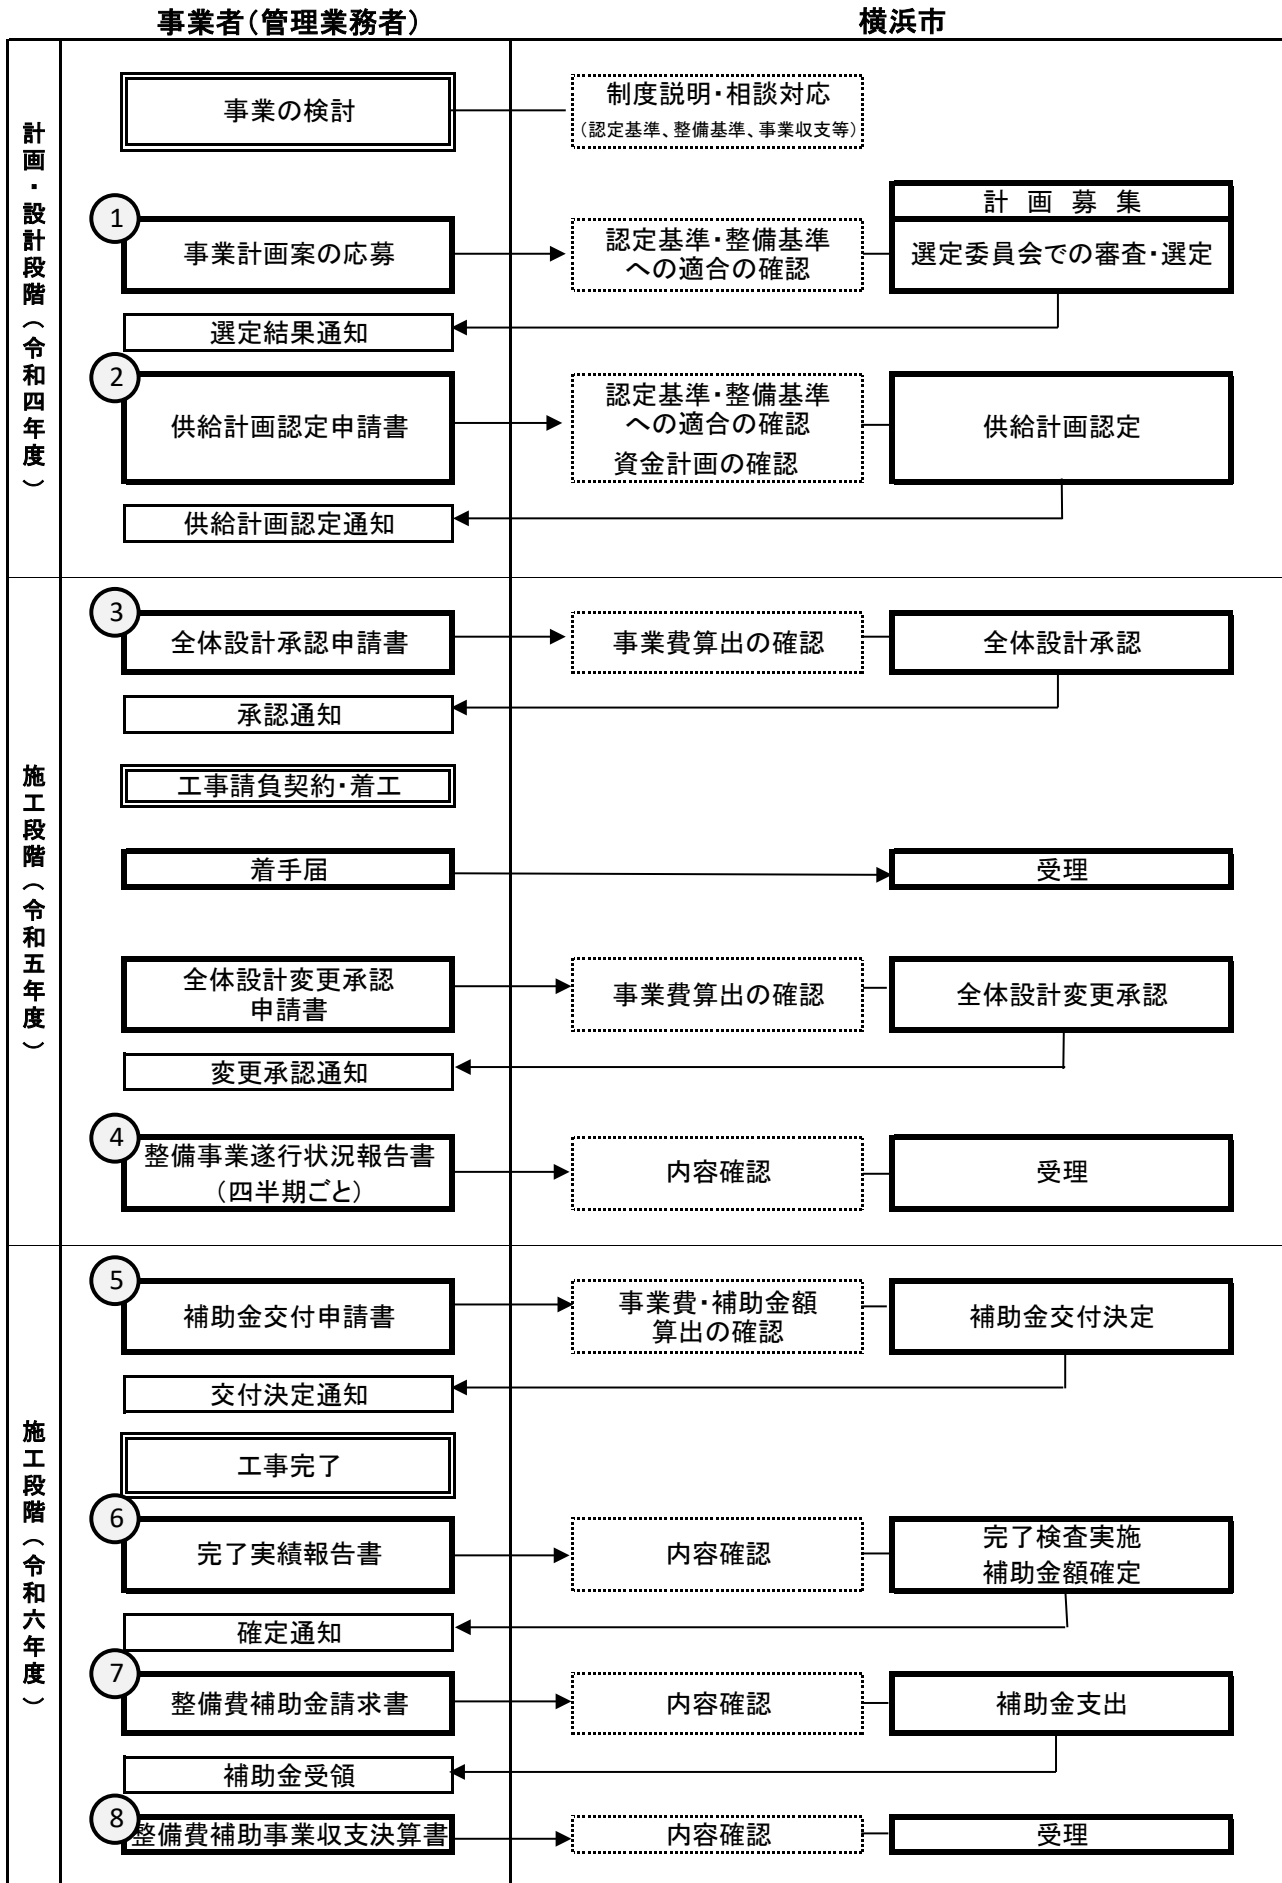 事業者(管理業務者)
横浜市
計画・設計段階(令和四年度)
事業の検討
制度説明・相談対応
(認定基準、整備基準、事業収支等)
計画募集
1
事業計画案の応募
認定基準・整備基準
への適合の確認
選定委員会での審査・選定
選定結果通知
2
供給計画認定申請書
認定基準・整備基準
への適合の確認
資金計画の確認
供給計画認定
供給計画認定通知
施工段階(令和五年度)
3
全体設計承認申請書
事業費算出の確認
全体設計承認
承認通知
工事請負契約・着工
着手届
受理
全体設計変更承認
申請書
事業費算出の確認
全体設計変更承認
変更承認通知
4
整備事業遂行状況報告書
(四半期ごと)
内容確認
受理
施工段階(令和六年度)
5
補助金交付申請書
事業費・補助金額
算出の確認
補助金交付決定
交付決定通知
工事完了
6
完了実績報告書
内容確認
完了検査実施
補助金額確定
確定通知
7
整備費補助金請求書
内容確認
補助金支出
補助金受領
8
整備費補助事業収支決算書
内容確認
受理